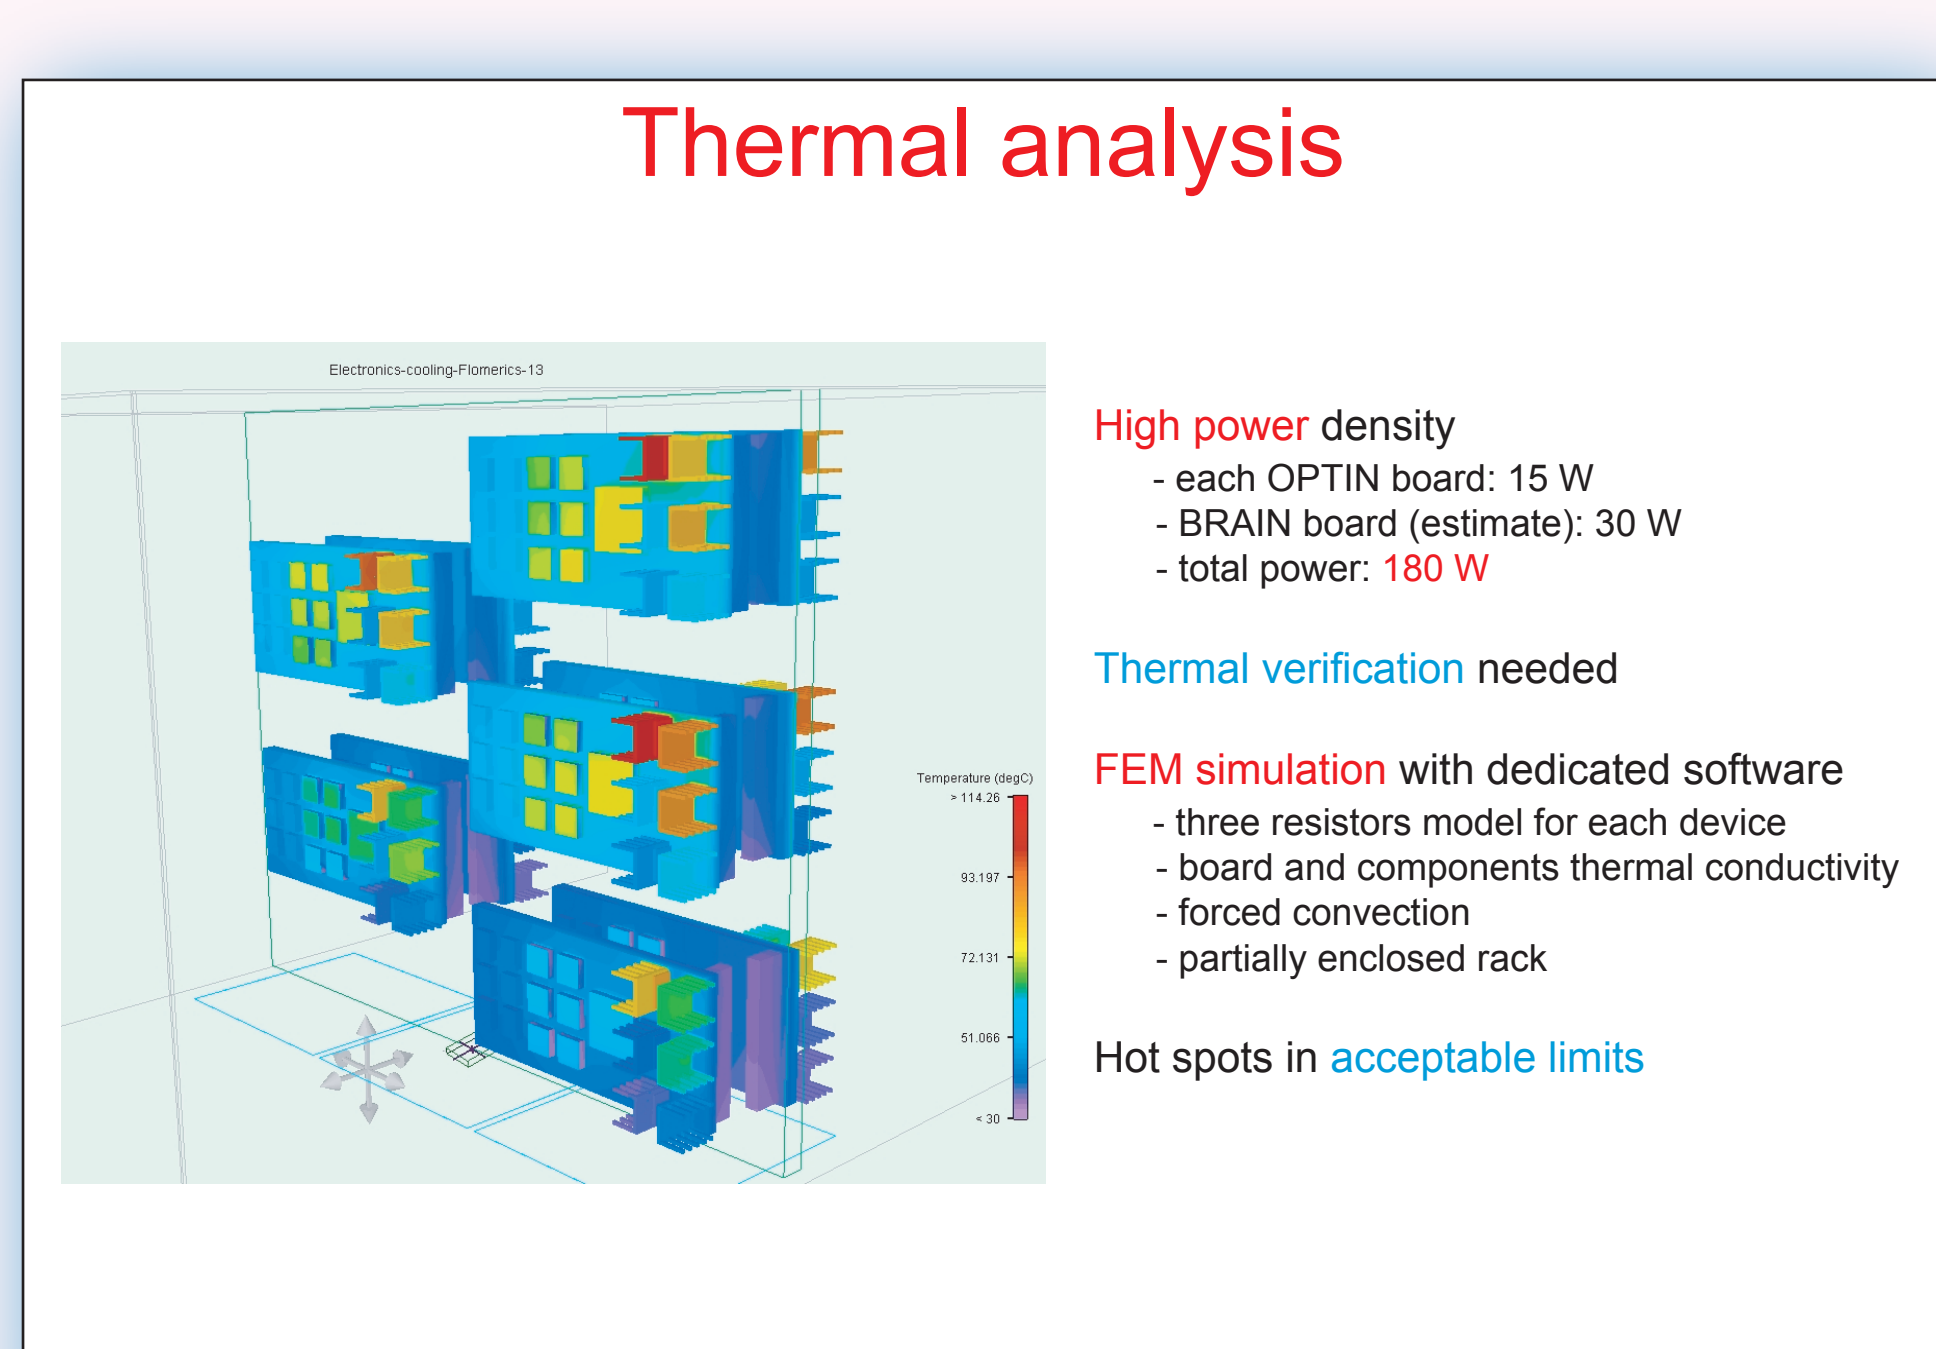 Thermal analysis
Electronics-cooling-Flomerics-13
Temperature (degC)
> 114.26
93.197
72.131
51.066
< 30
High power density
- each OPTIN board: 15 W
- BRAIN board (estimate): 30 W
- total power: 180 W
Thermal verification needed
FEM simulation with dedicated software
- three resistors model for each device
- board and components thermal conductivity
- forced convection
- partially enclosed rack
Hot spots in acceptable limits